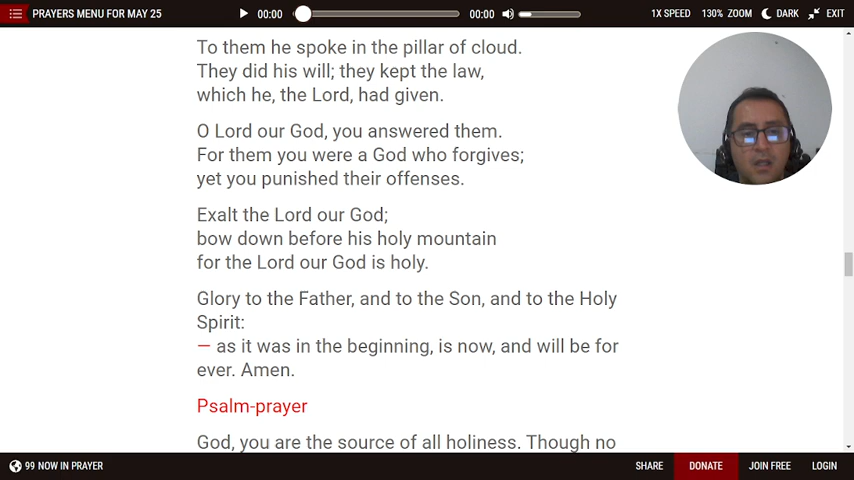 PRAYERS MENU FOR MAY 25 00:00 00:00 1X SPEED 130% ZOOM DARK EXIT
To them he spoke in the pillar of cloud.
They did his will; they kept the law,
which he, the Lord, had given.
O Lord our God, you answered them.
For them you were a God who forgives;
yet you punished their offenses.
Exalt the Lord our God;
bow down before his holy mountain
for the Lord our God is holy.
Glory to the Father, and to the Son, and to the Holy
Spirit:
— as it was in the beginning, is now, and will be for
ever. Amen.
Psalm-prayer
God, you are the source of all holiness. Though no
99 NOW IN PRAYER SHARE DONATE JOIN FREE LOGIN